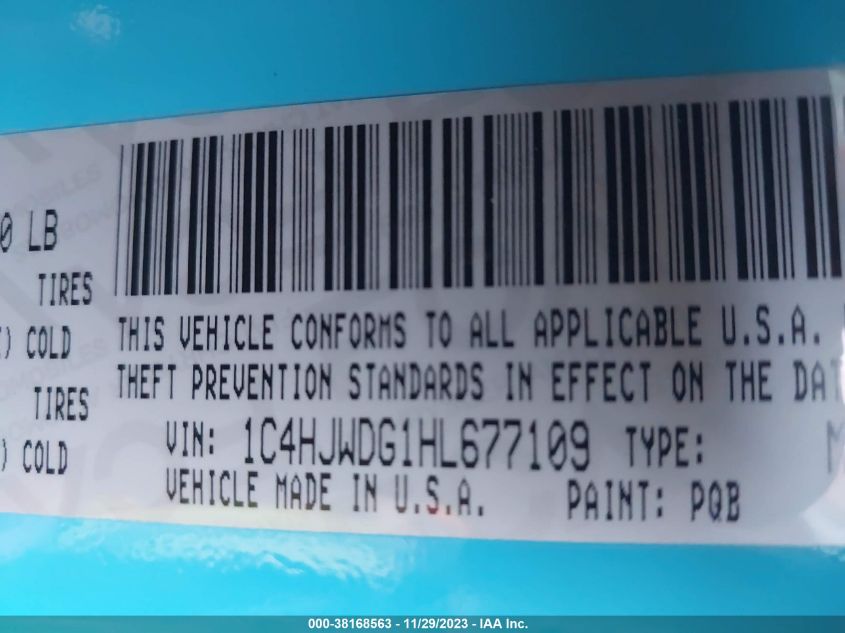 0 LB
TIRES
) COLD
TIRES
) COLD
THIS VEHICLE CONFORMS TO ALL APPLICABLE U.S.A.
THEFT PREVENTION STANDARDS IN EFFECT ON THE DAT
VIN: 1C4HJWDG1HL677109 TYPE: M
VEHICLE MADE IN U.S.A. PAINT: PQB
000-38168563 - 11/29/2023 - IAA Inc.